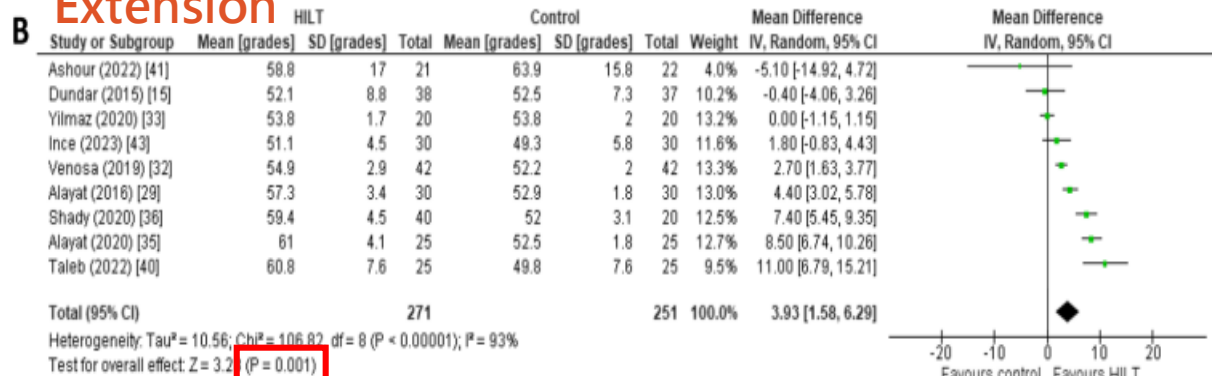 Extension
B
HILT Control Mean Difference Mean Difference
Study or Subgroup Mean [grades] SD [grades] Total Mean [grades] SD [grades] Total Weight IV, Random, 95% CI IV, Random, 95% CI
Ashour (2022) [41] 58.8 17 21 63.9 15.8 22 4.0% -5.10 [-14.92, 4.72]
Dundar (2015) [15] 52.1 8.8 38 52.5 7.3 37 10.2% -0.40 [-4.06, 3.26]
Yilmaz (2020) [33] 53.8 1.7 20 53.8 2 20 13.2% 0.00 [-1.15, 1.15]
Ince (2023) [43] 51.1 4.5 30 49.3 5.8 30 11.6% 1.80 [-0.83, 4.43]
Venosa (2019) [32] 54.9 2.9 42 52.2 2 42 13.3% 2.70 [1.63, 3.77]
Alayat (2016) [29] 57.3 3.4 30 52.9 1.8 30 13.0% 4.40 [3.02, 5.78]
Shady (2020) [36] 59.4 4.5 40 52 3.1 20 12.5% 7.40 [5.45, 9.35]
Alayat (2020) [35] 61 4.1 25 52.5 1.8 25 12.7% 8.50 [6.74, 10.26]
Taleb (2022) [40] 60.8 7.6 25 49.8 7.6 25 9.5% 11.00 [6.79, 15.21]
Total (95% CI) 271 251 100.0% 3.93 [1.58, 6.29]
Heterogeneity: Tau² = 10.56; Chi² = 106.82, df = 8 (P < 0.00001); I² = 93%
Test for overall effect: Z = 3.2 (P = 0.001)
-20 -10 0 10 20
Favours control Favours HILT